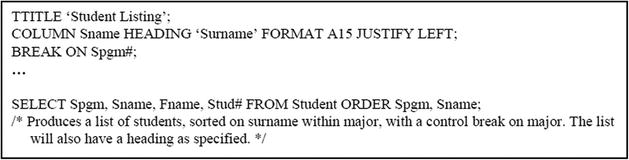 TTITLE ‘Student Listing’;
COLUMN Sname HEADING ‘Surname’ FORMAT A15 JUSTIFY LEFT;
BREAK ON Spgm#;
…
SELECT Spgm, Sname, Fname, Stud# FROM Student ORDER Spgm, Sname;
/* Produces a list of students, sorted on surname within major, with a control break on major. The list
will also have a heading as specified. */